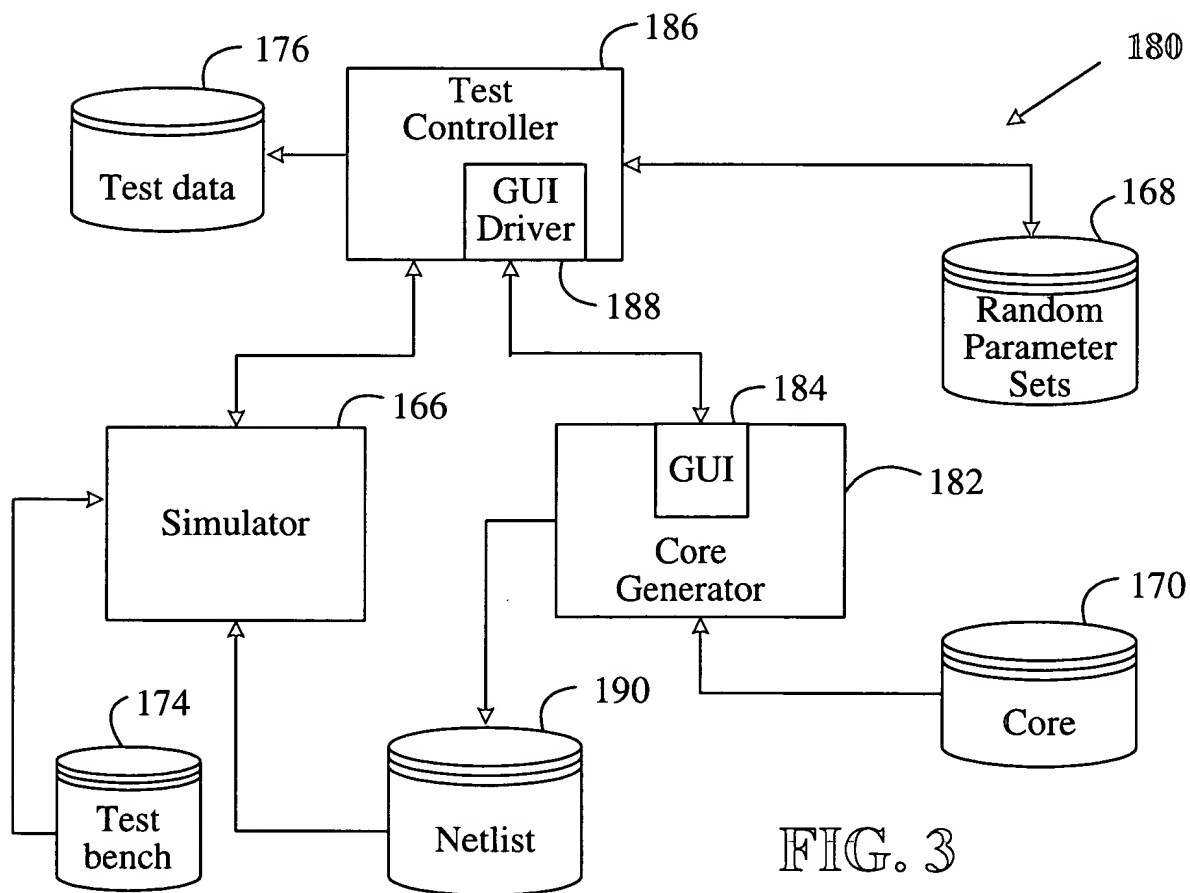 186
176
180
Test
Controller
Test data
GUI
Driver
168
188
Random
Parameter
Sets
166
184
GUI
182
Simulator
Core
Generator
170
174
190
Core
Test
bench
Netlist
FIG. 3